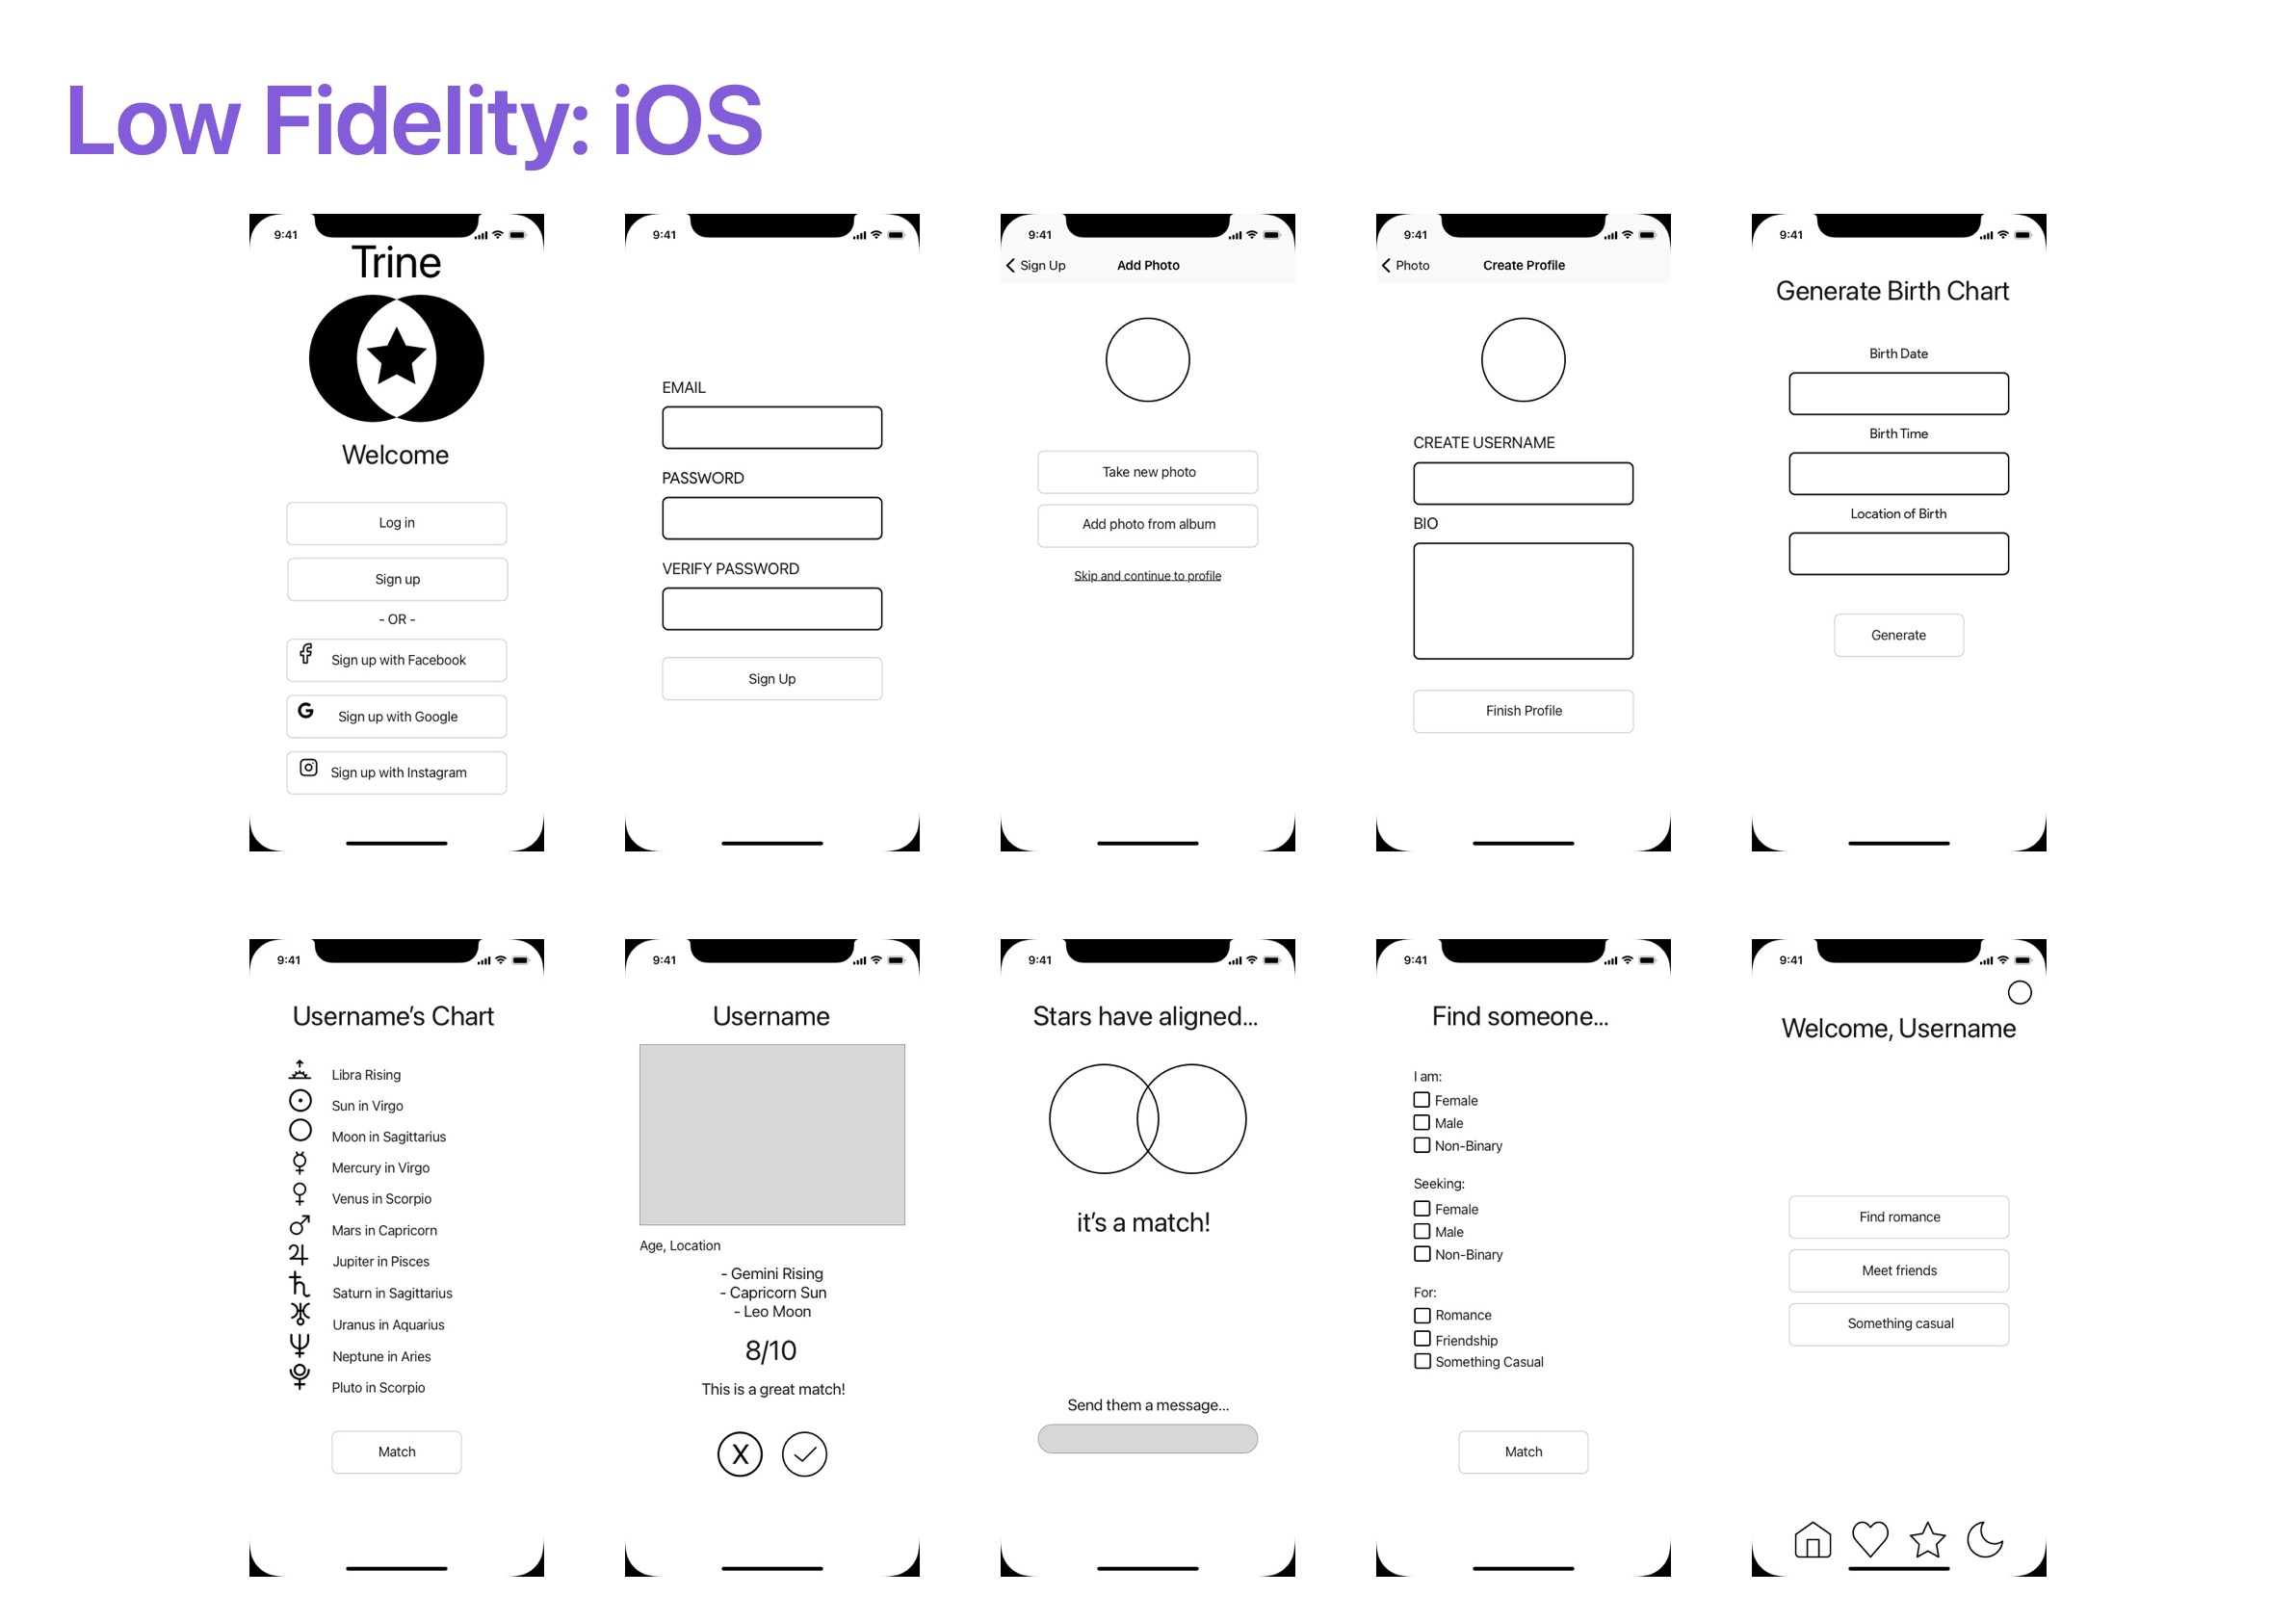 Low Fidelity: iOS
9:41
Trine
Welcome
Log in
Sign up
- OR -
Sign up with Facebook
G Sign up with Google
Sign up with Instagram
9:41
EMAIL
PASSWORD
VERIFY PASSWORD
Sign Up
9:41
Sign Up Add Photo
Take new photo
Add photo from album
Skip and continue to profile
9:41
Photo Create Profile
CREATE USERNAME
BIO
Finish Profile
9:41
Generate Birth Chart
Birth Date
Birth Time
Location of Birth
Generate
9:41
Username’s Chart
Libra Rising
Sun in Virgo
Moon in Sagittarius
Mercury in Virgo
Venus in Scorpio
Mars in Capricorn
Jupiter in Pisces
Saturn in Sagittarius
Uranus in Aquarius
Neptune in Aries
Pluto in Scorpio
Match
9:41
Username
Age, Location
- Gemini Rising
- Capricorn Sun
- Leo Moon
8/10
This is a great match!
X
9:41
Stars have aligned...
it’s a match!
Send them a message...
9:41
Find someone...
I am:
Female
Male
Non-Binary
Seeking:
Female
Male
Non-Binary
For:
Romance
Friendship
Something Casual
Match
9:41
Welcome, Username
Find romance
Meet friends
Something casual